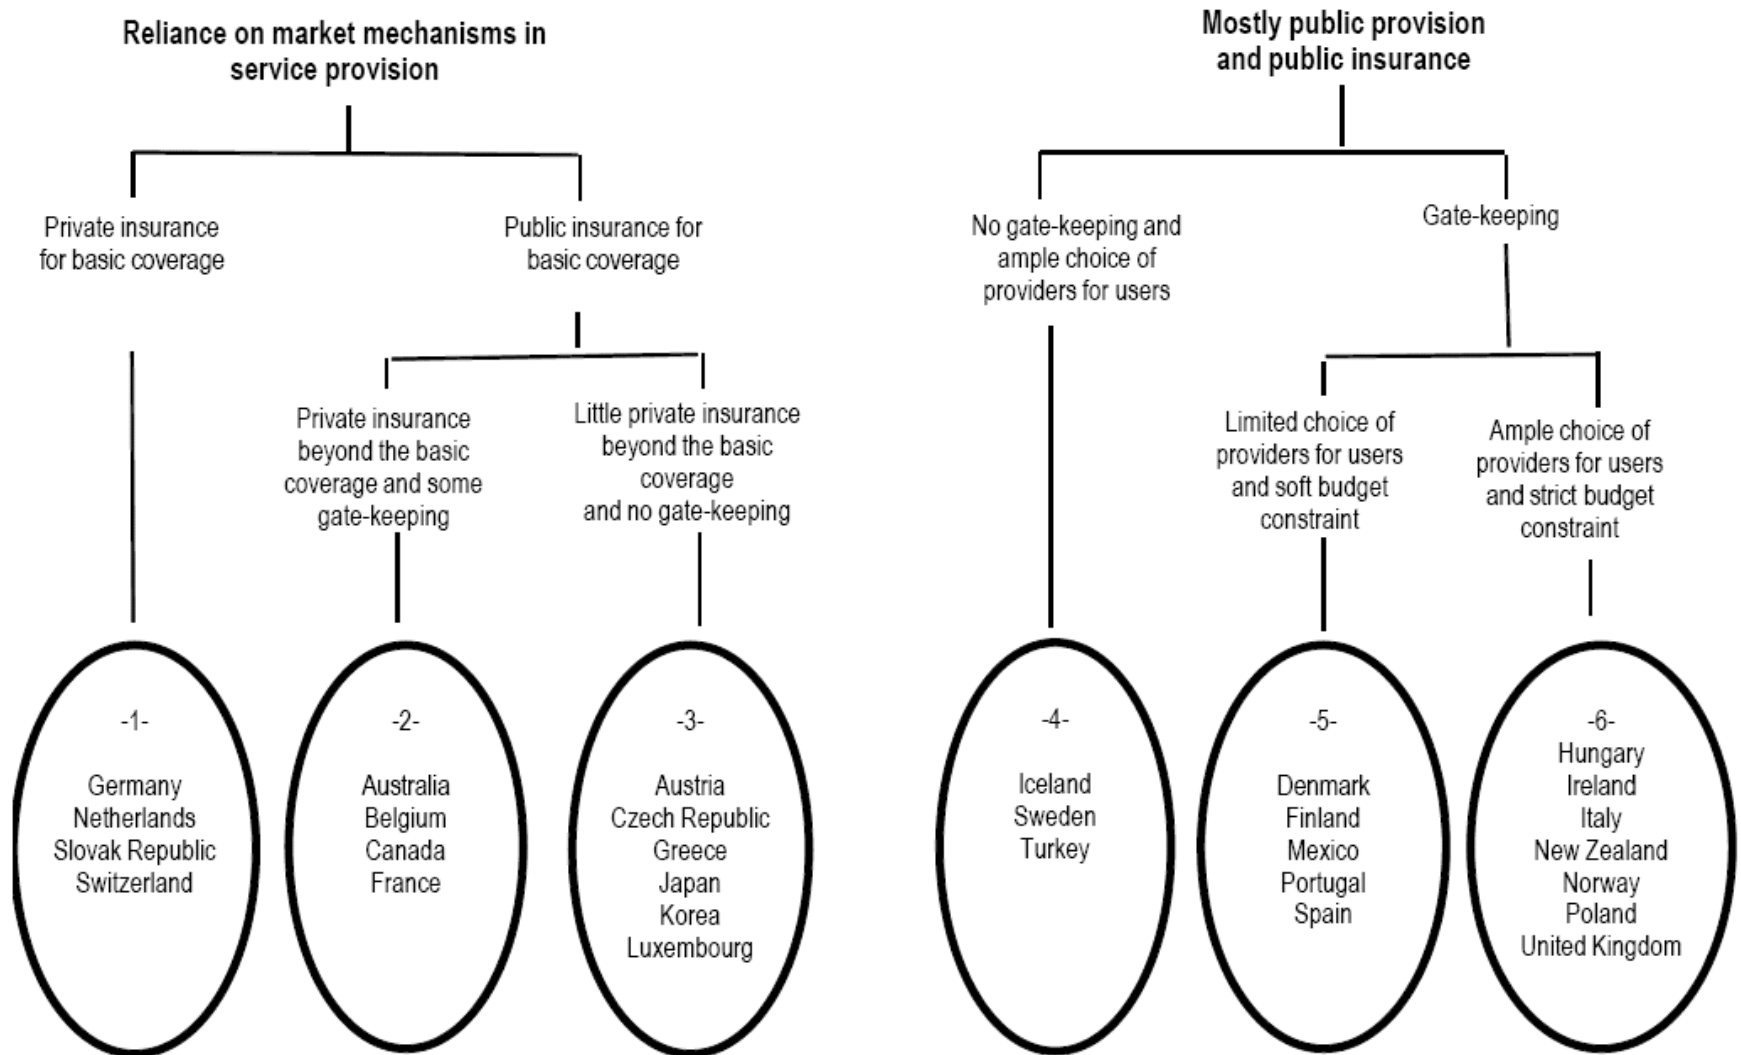 Reliance on market mechanisms in
service provision
Private insurance
for basic coverage
Public insurance for
basic coverage
Private insurance
beyond the basic
coverage and some
gate-keeping
Little private insurance
beyond the basic
coverage
and no gate-keeping
-1-
Germany
Netherlands
Slovak Republic
Switzerland
-2-
Australia
Belgium
Canada
France
-3-
Austria
Czech Republic
Greece
Japan
Korea
Luxembourg
Mostly public provision
and public insurance
No gate-keeping and
ample choice of
providers for users
Gate-keeping
Limited choice of
providers for users
and soft budget
constraint
Ample choice of
providers for users
and strict budget
constraint
-4-
Iceland
Sweden
Turkey
-5-
Denmark
Finland
Mexico
Portugal
Spain
-6-
Hungary
Ireland
Italy
New Zealand
Norway
Poland
United Kingdom